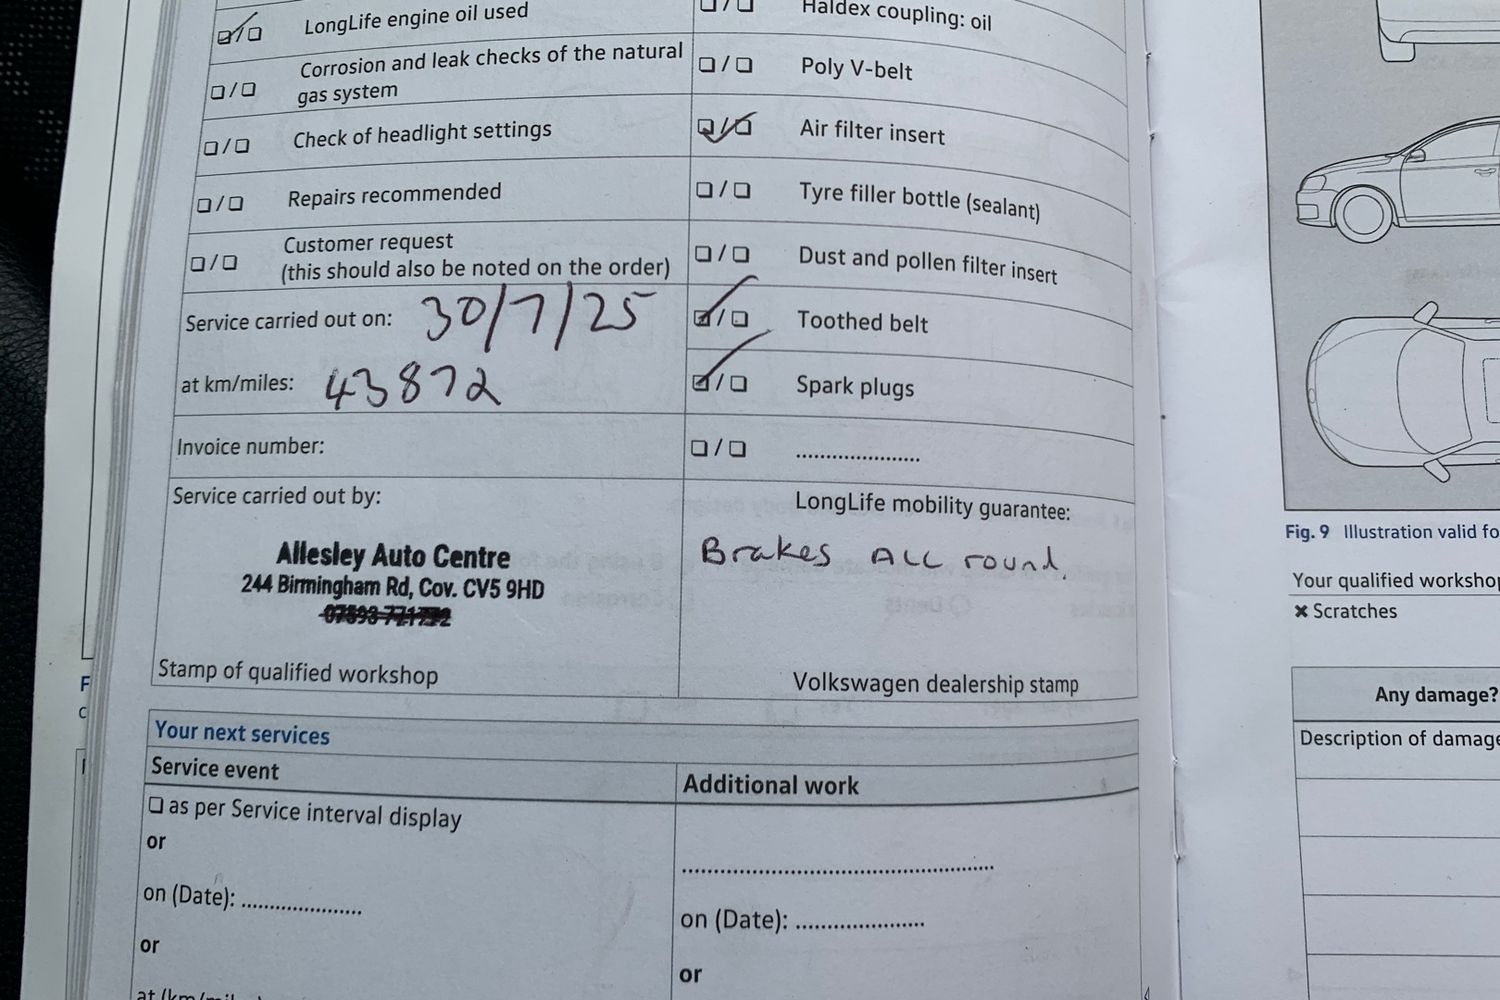 LongLife engine oil used
Corrosion and leak checks of the natural
gas system
Check of headlight settings
Repairs recommended
Customer request
(this should also be noted on the order)
Service carried out on: 30/7/25
at km/miles: 43872
Invoice number:
Service carried out by:
Allesley Auto Centre
244 Birmingham Rd, Cov. CV5 9HD
Stamp of qualified workshop
Haldex coupling: oil
Poly V-belt
Air filter insert
Tyre filler bottle (sealant)
Dust and pollen filter insert
Toothed belt
Spark plugs
....................
LongLife mobility guarantee:
Brakes ALL round.
Volkswagen dealership stamp
Your next services
Service event
as per Service interval display
or
on (Date): ....................
or
Additional work
..................................................
on (Date): ....................
or
Fig. 9 Illustration valid fo
Your qualified workshop
✖ Scratches
Any damage?
Description of damage